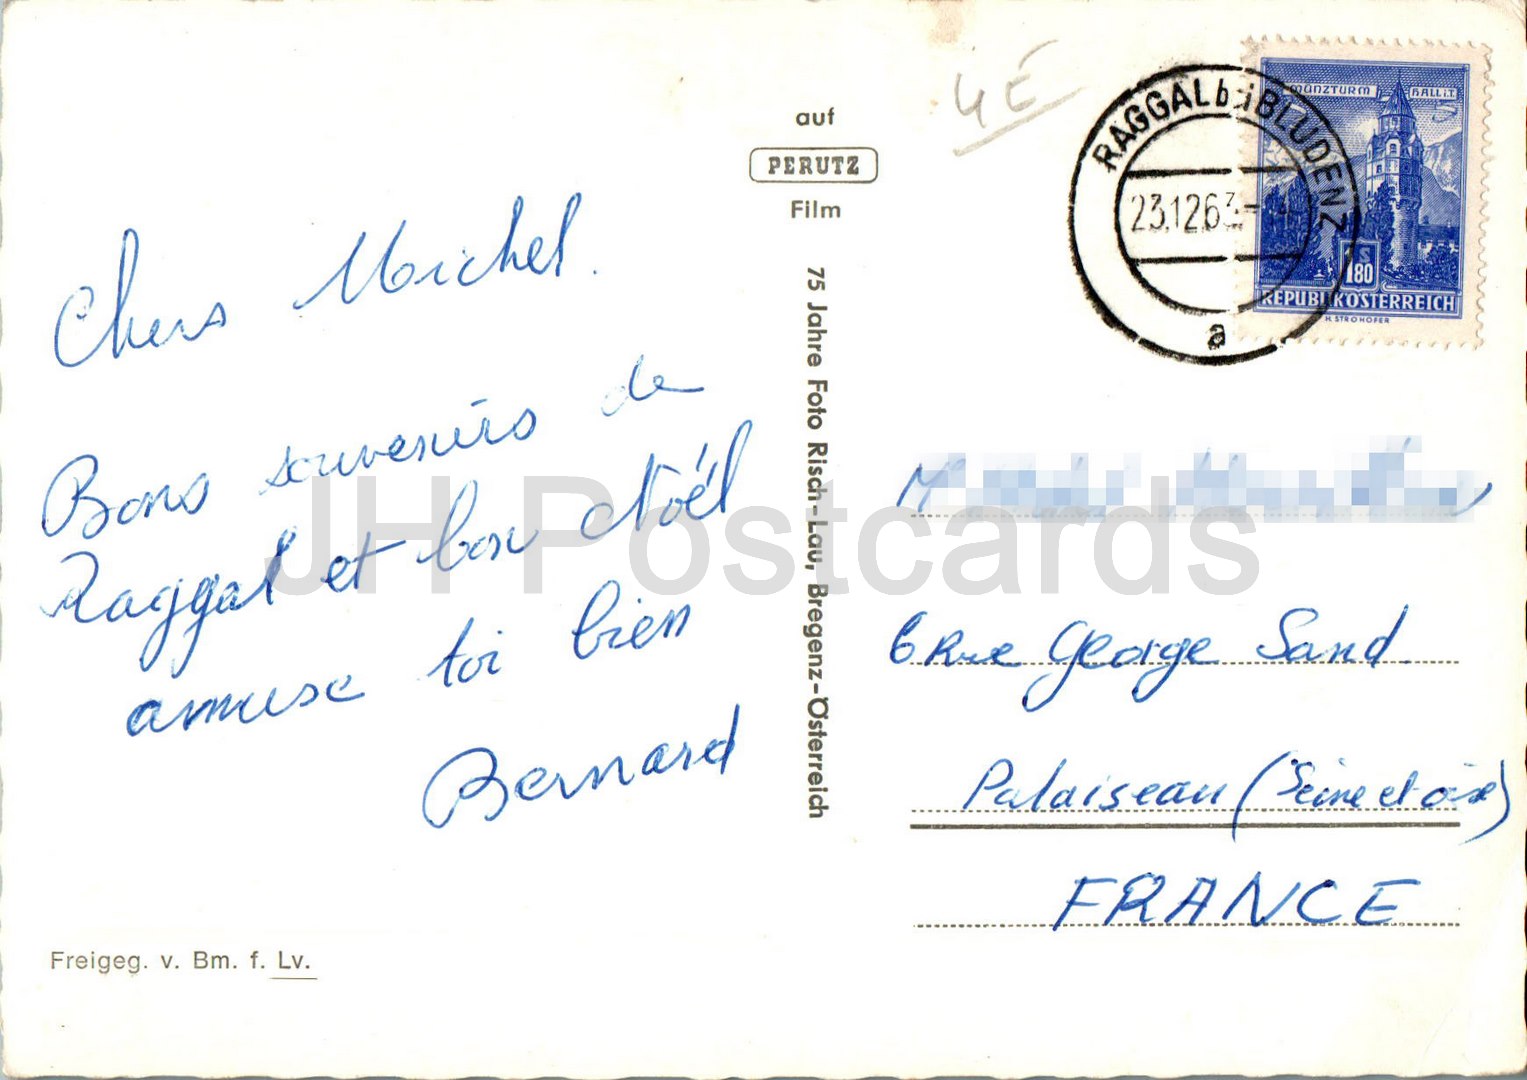 Chers Michel.
Bons souvenirs de
Raggal et bon Noël
amuse toi bien
Bernard
Freigeg. v. Bm. f. Lv.
auf
PERUTZ
Film
75 Jahre Foto Risch-Lau, Bregenz-Österreich
4E
RAGGAL bei BLUDENZ
23.12.63
a
MÜNZTURM HALL i.T.
S
1.80
REPUBLIK ÖSTERREICH
H. STROHOFER
M
6 Rue George Sand.
Palaiseau (Seine et oise)
FRANCE
JH Postcards